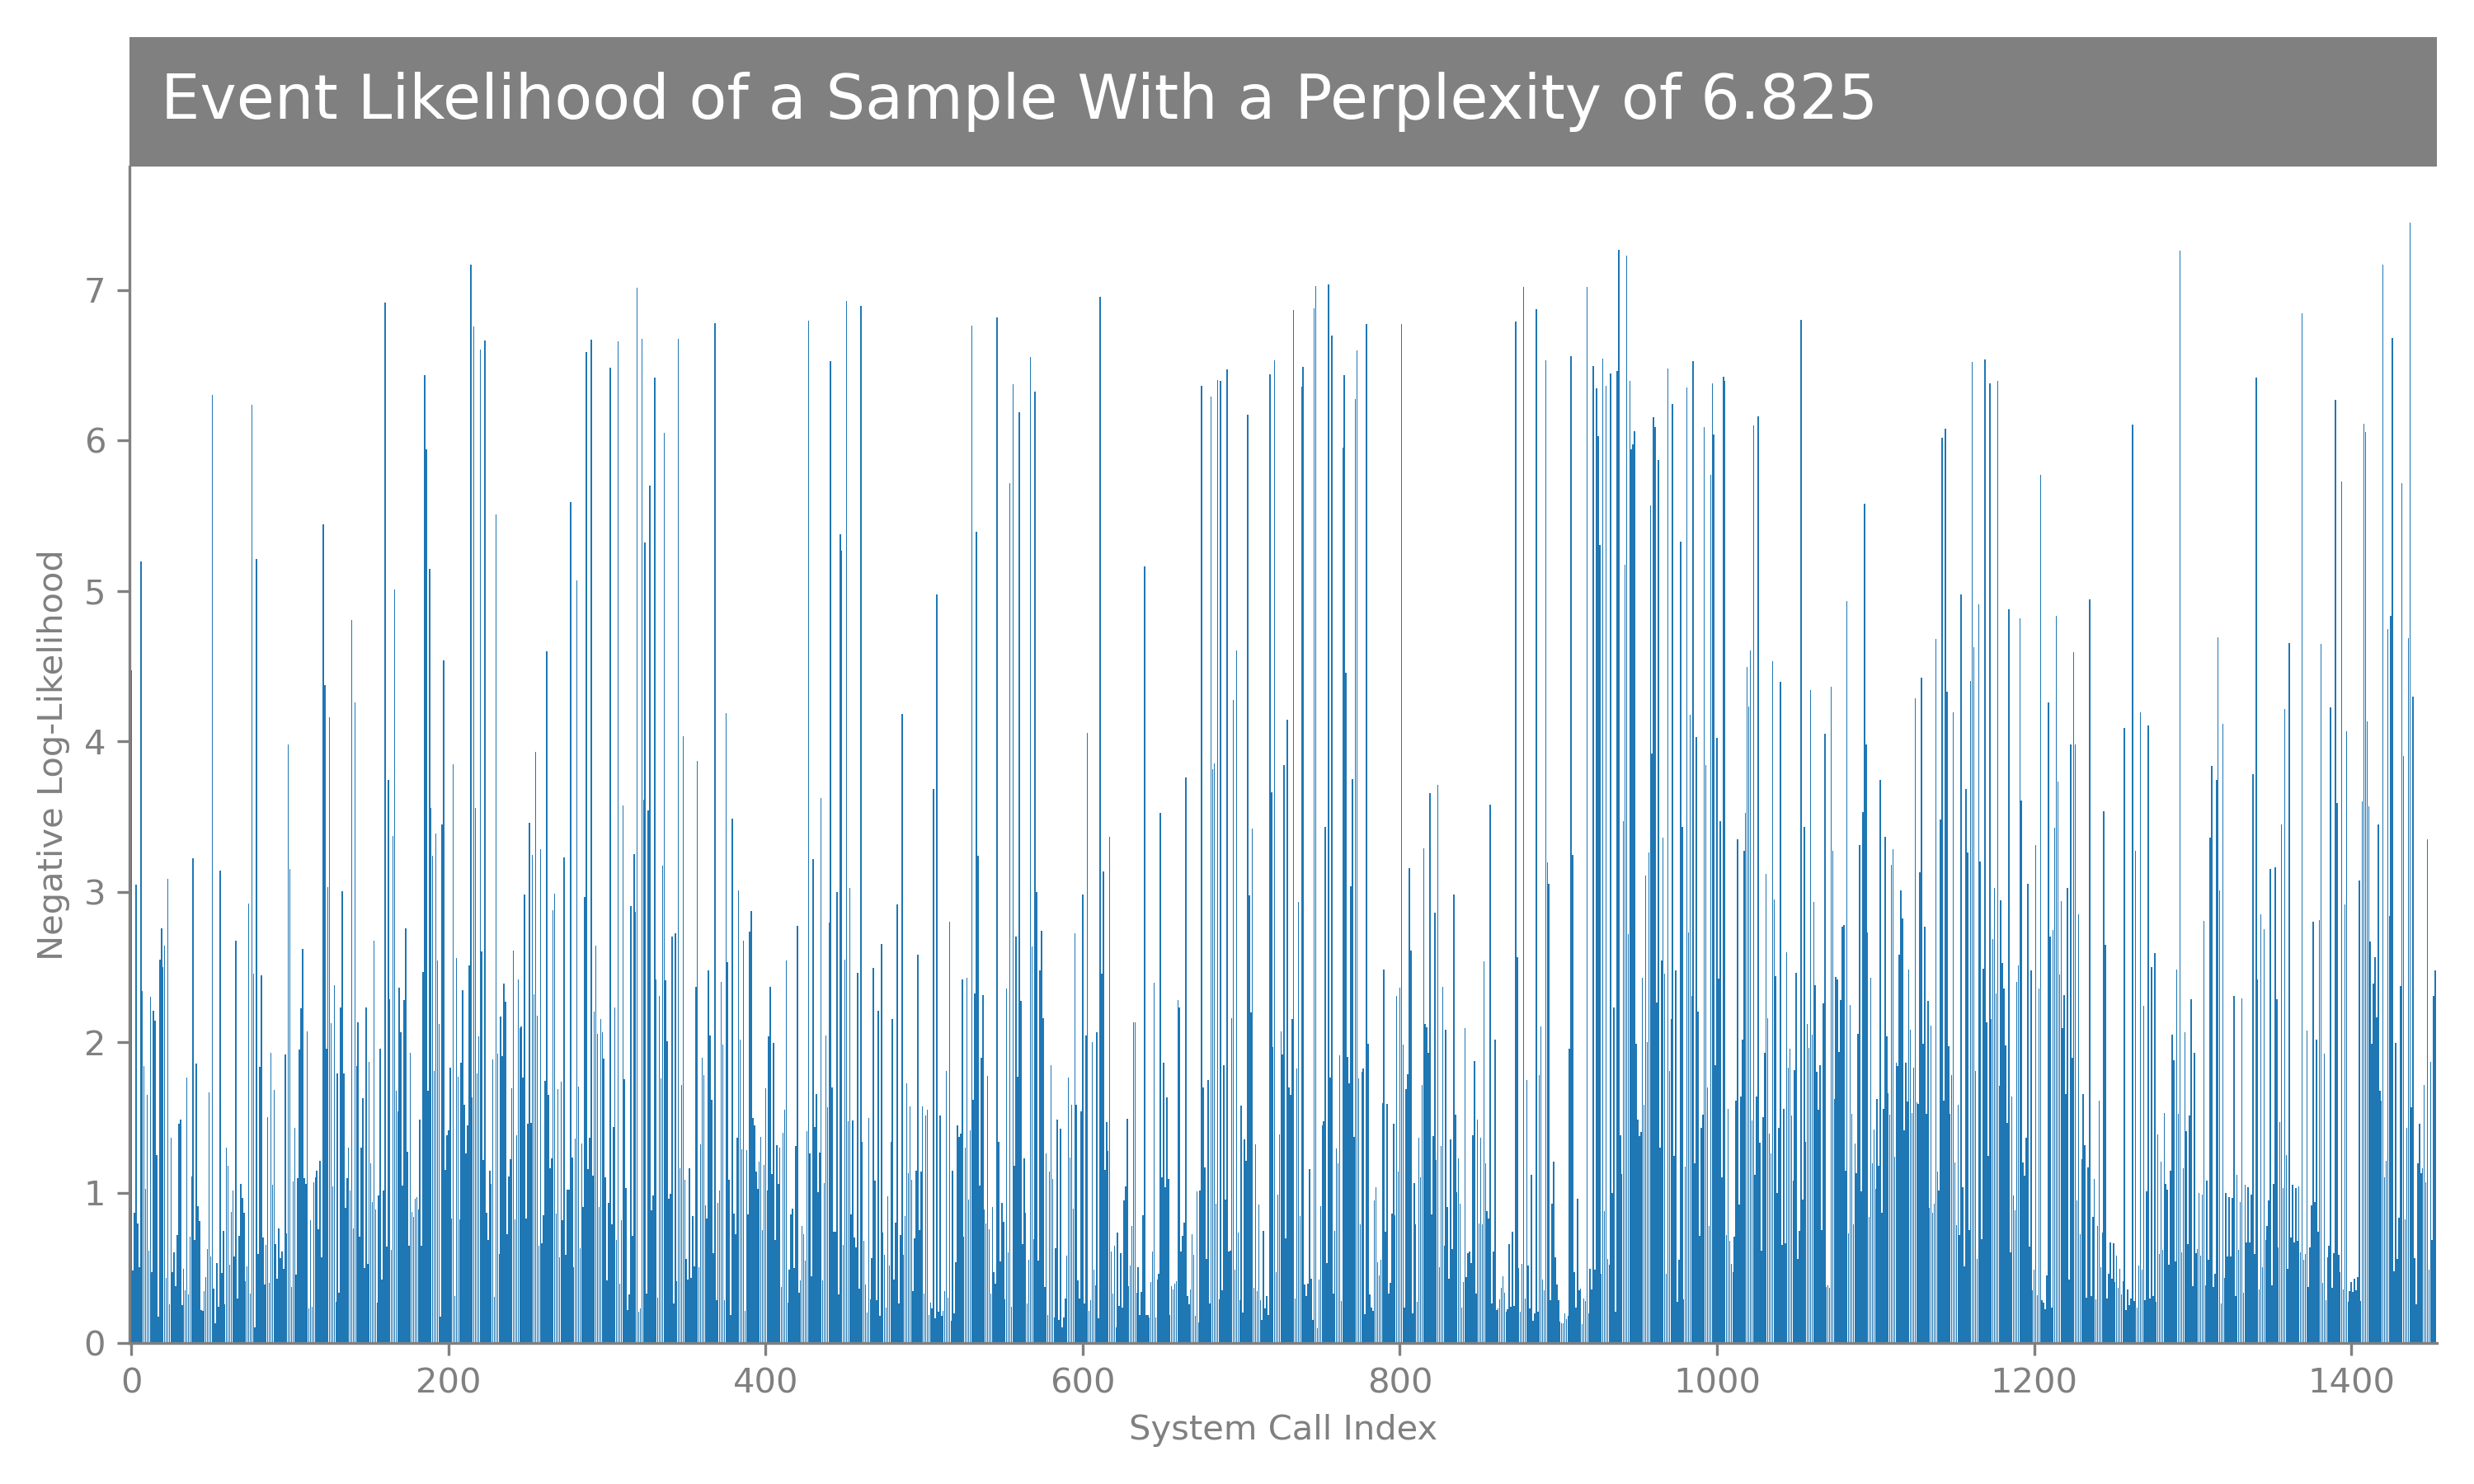 Event Likelihood of a Sample With a Perplexity of 6.825
7
6
5
4
3
2
1
0
Negative Log-Likelihood
0 200 400 600 800 1000 1200 1400
System Call Index